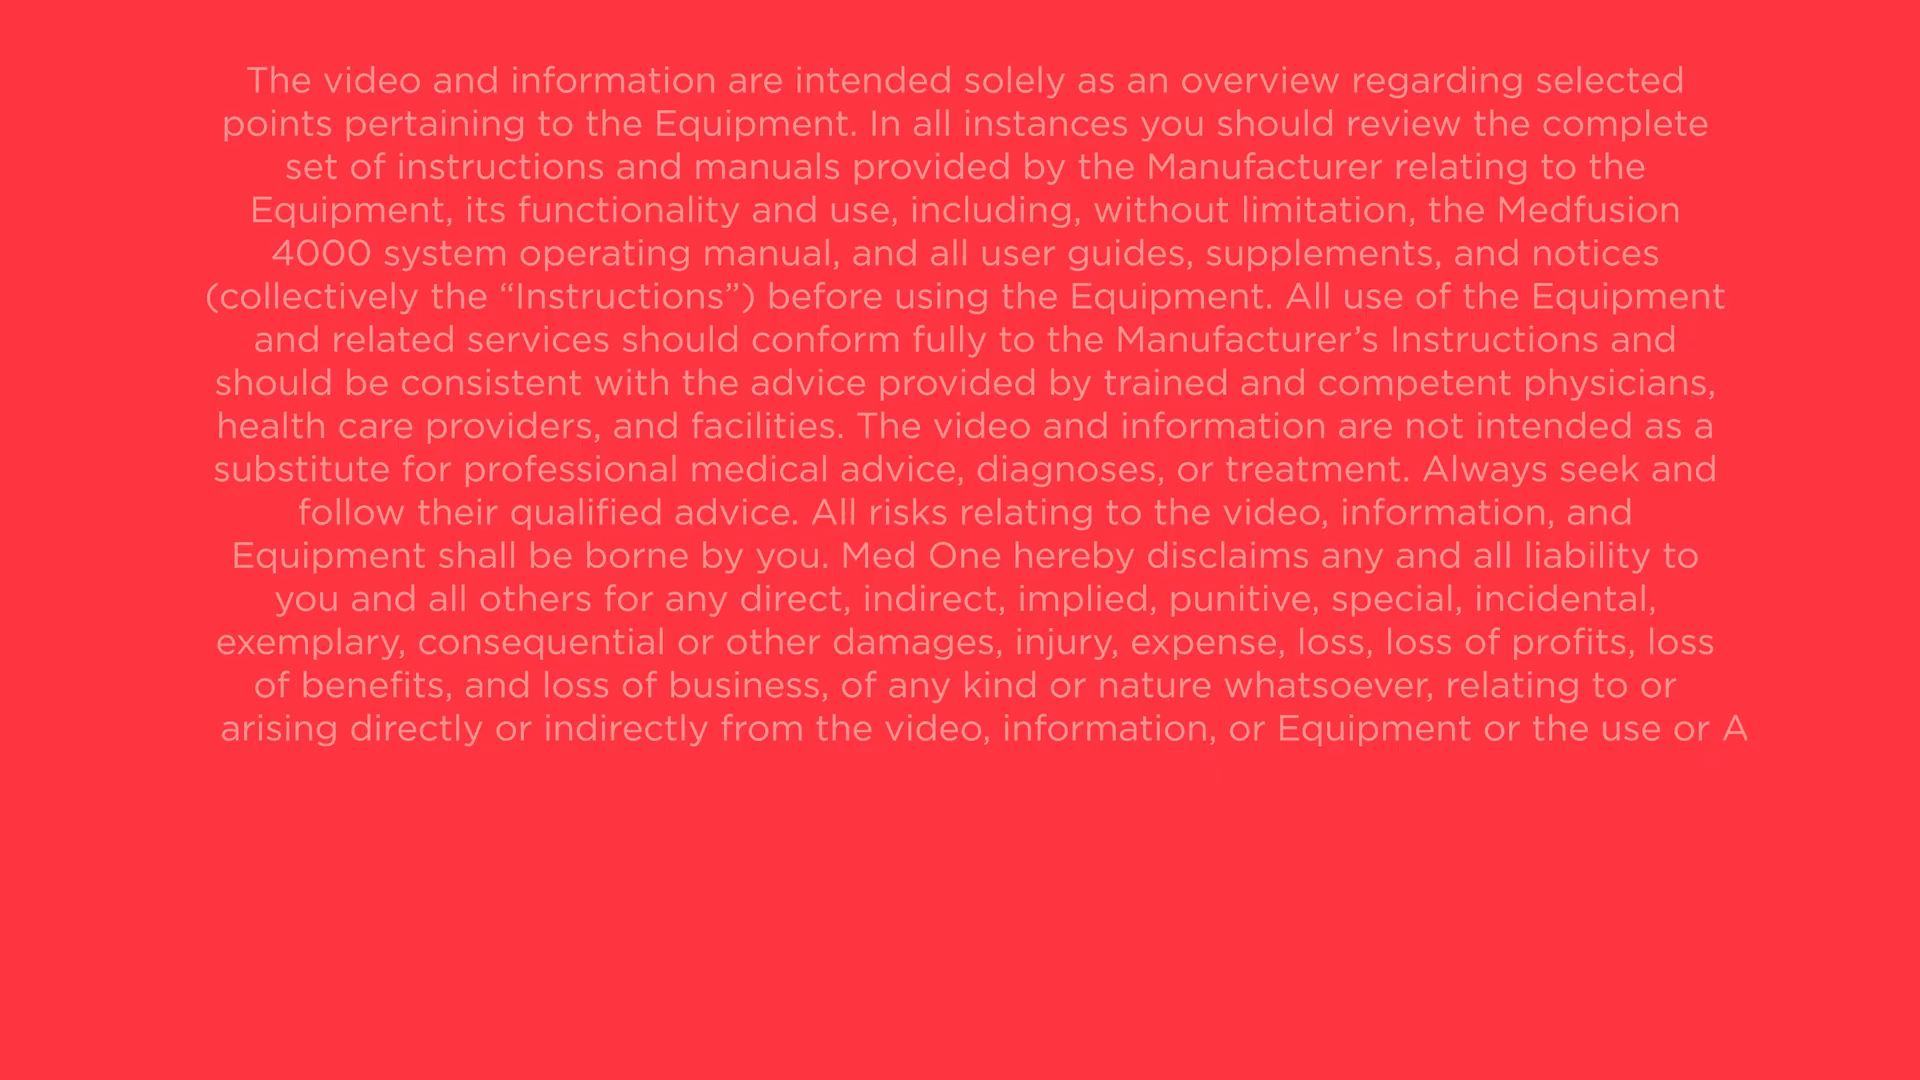 The video and information are intended solely as an overview regarding selected
points pertaining to the Equipment. In all instances you should review the complete
set of instructions and manuals provided by the Manufacturer relating to the
Equipment, its functionality and use, including, without limitation, the Medfusion
4000 system operating manual, and all user guides, supplements, and notices
(collectively the “Instructions”) before using the Equipment. All use of the Equipment
and related services should conform fully to the Manufacturer’s Instructions and
should be consistent with the advice provided by trained and competent physicians,
health care providers, and facilities. The video and information are not intended as a
substitute for professional medical advice, diagnoses, or treatment. Always seek and
follow their qualified advice. All risks relating to the video, information, and
Equipment shall be borne by you. Med One hereby disclaims any and all liability to
you and all others for any direct, indirect, implied, punitive, special, incidental,
exemplary, consequential or other damages, injury, expense, loss, loss of profits, loss
of benefits, and loss of business, of any kind or nature whatsoever, relating to or
arising directly or indirectly from the video, information, or Equipment or the use or A